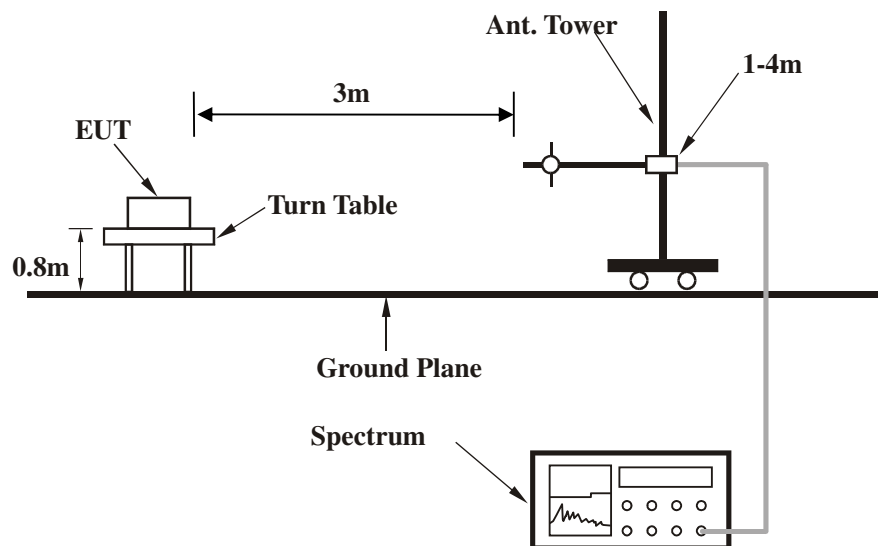 Ant. Tower
1-4m
3m
EUT
Turn Table
0.8m
Ground Plane
Spectrum